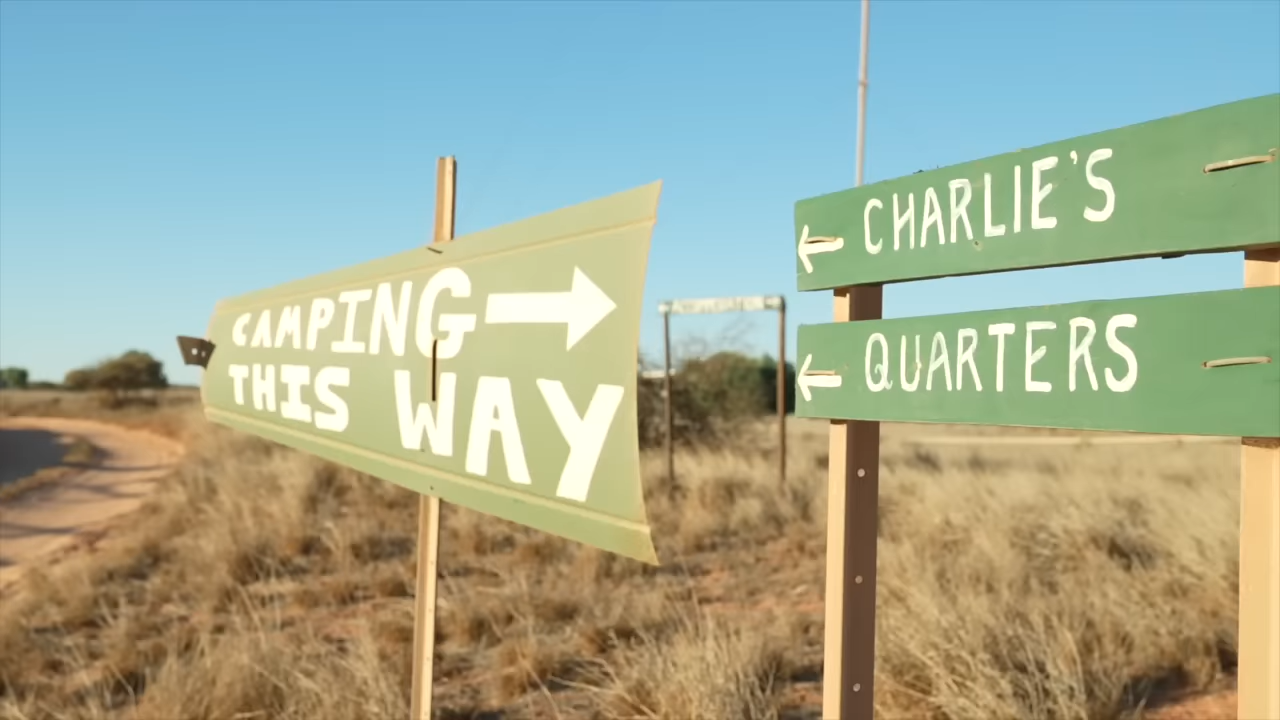 CAMPING →
THIS WAY
← CHARLIE'S
← QUARTERS